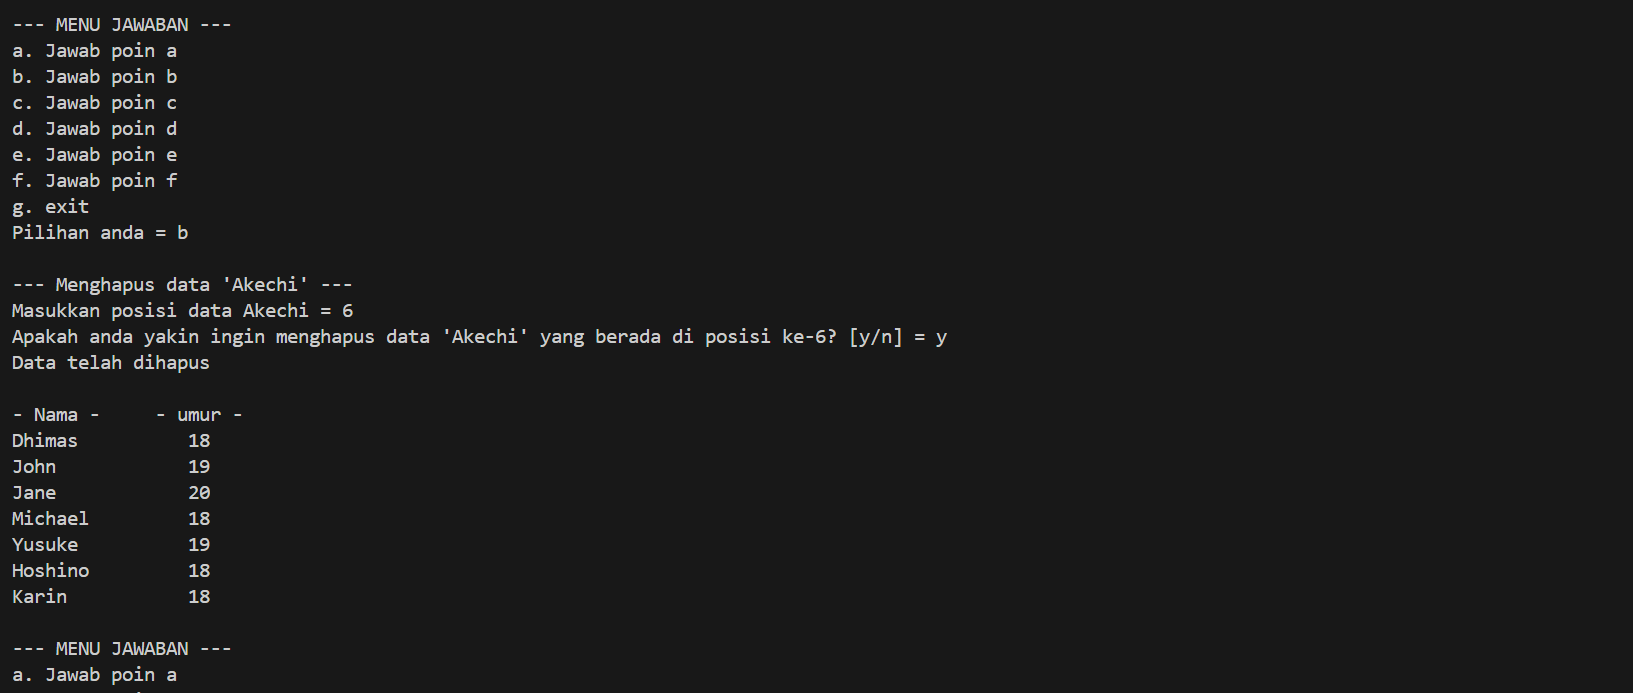 --- MENU JAWABAN ---
a. Jawab poin a
b. Jawab poin b
c. Jawab poin c
d. Jawab poin d
e. Jawab poin e
f. Jawab poin f
g. exit
Pilihan anda = b
--- Menghapus data 'Akechi' ---
Masukkan posisi data Akechi = 6
Apakah anda yakin ingin menghapus data 'Akechi' yang berada di posisi ke-6? [y/n] = y
Data telah dihapus
- Nama -     - umur -
Dhimas          18
John            19
Jane            20
Michael         18
Yusuke          19
Hoshino         18
Karin           18
--- MENU JAWABAN ---
a. Jawab poin a